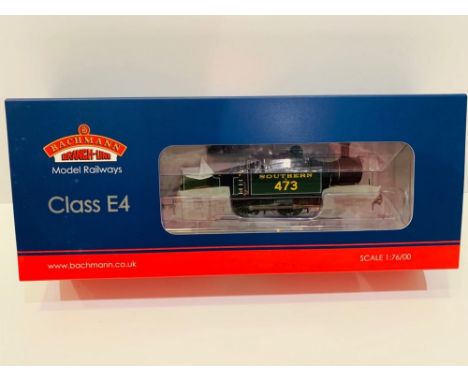 BACHMANN
BRANCH-LINE
Model Railways
Class E4
SOUTHERN
473
www.bachmann.co.uk
SCALE 1:76/00